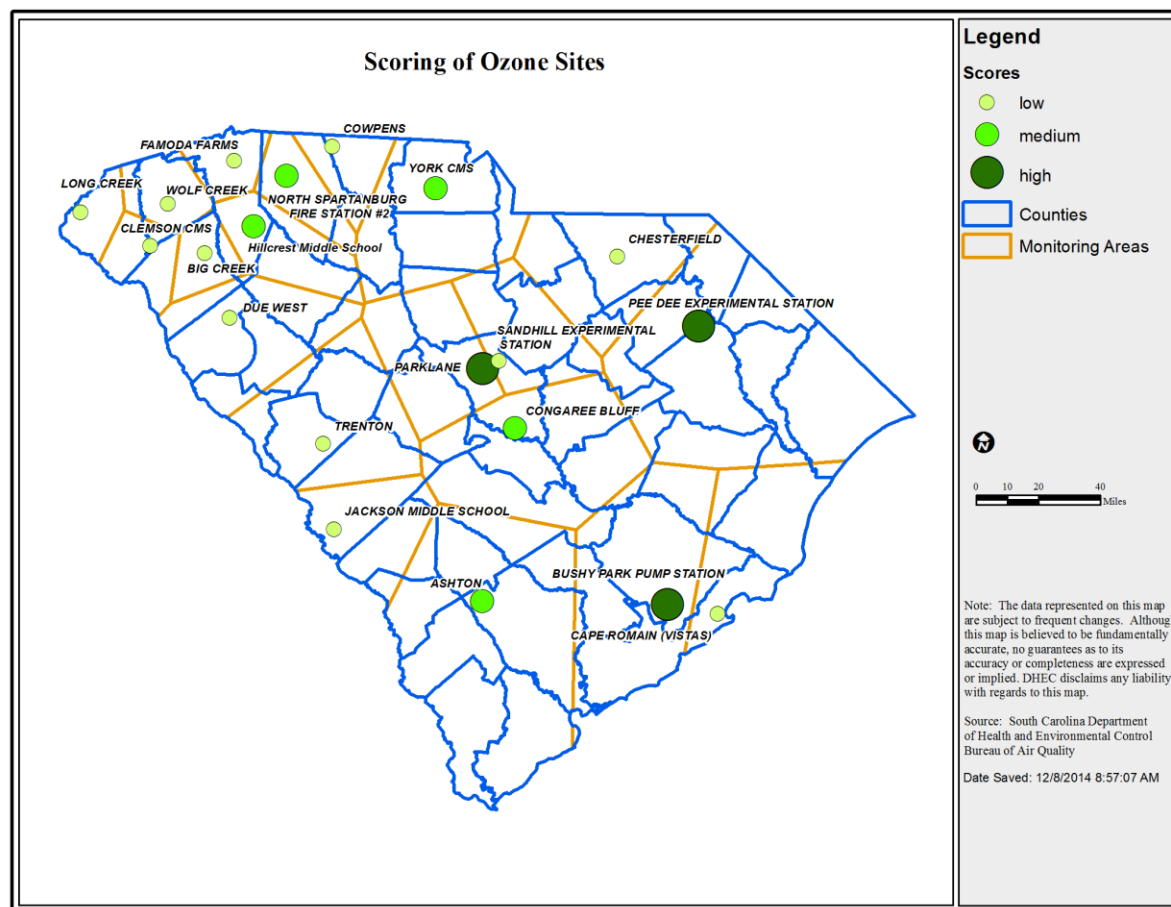 Scoring of Ozone Sites
COWPENS
FAMODA FARMS
YORK CMS
LONG CREEK
WOLF CREEK
NORTH SPARTANBURG
FIRE STATION #2
CLEMSON CMS
Hillcrest Middle School
BIG CREEK
CHESTERFIELD
DUE WEST
PEE DEE EXPERIMENTAL STATION
SANDHILL EXPERIMENTAL
STATION
PARKLANE
CONGAREE BLUFF
TRENTON
JACKSON MIDDLE SCHOOL
ASHTON
BUSHY PARK PUMP STATION
CAPE ROMAIN (VISTAS)
Legend
Scores
low
medium
high
Counties
Monitoring Areas
N
0 10 20 40
Miles
Note: The data represented on this map
are subject to frequent changes. Although
this map is believed to be fundamentally
accurate, no guarantees as to its
accuracy or completeness are expressed
or implied. DHEC disclaims any liability
with regards to this map.
Source: South Carolina Department
of Health and Environmental Control
Bureau of Air Quality
Date Saved: 12/8/2014 8:57:07 AM